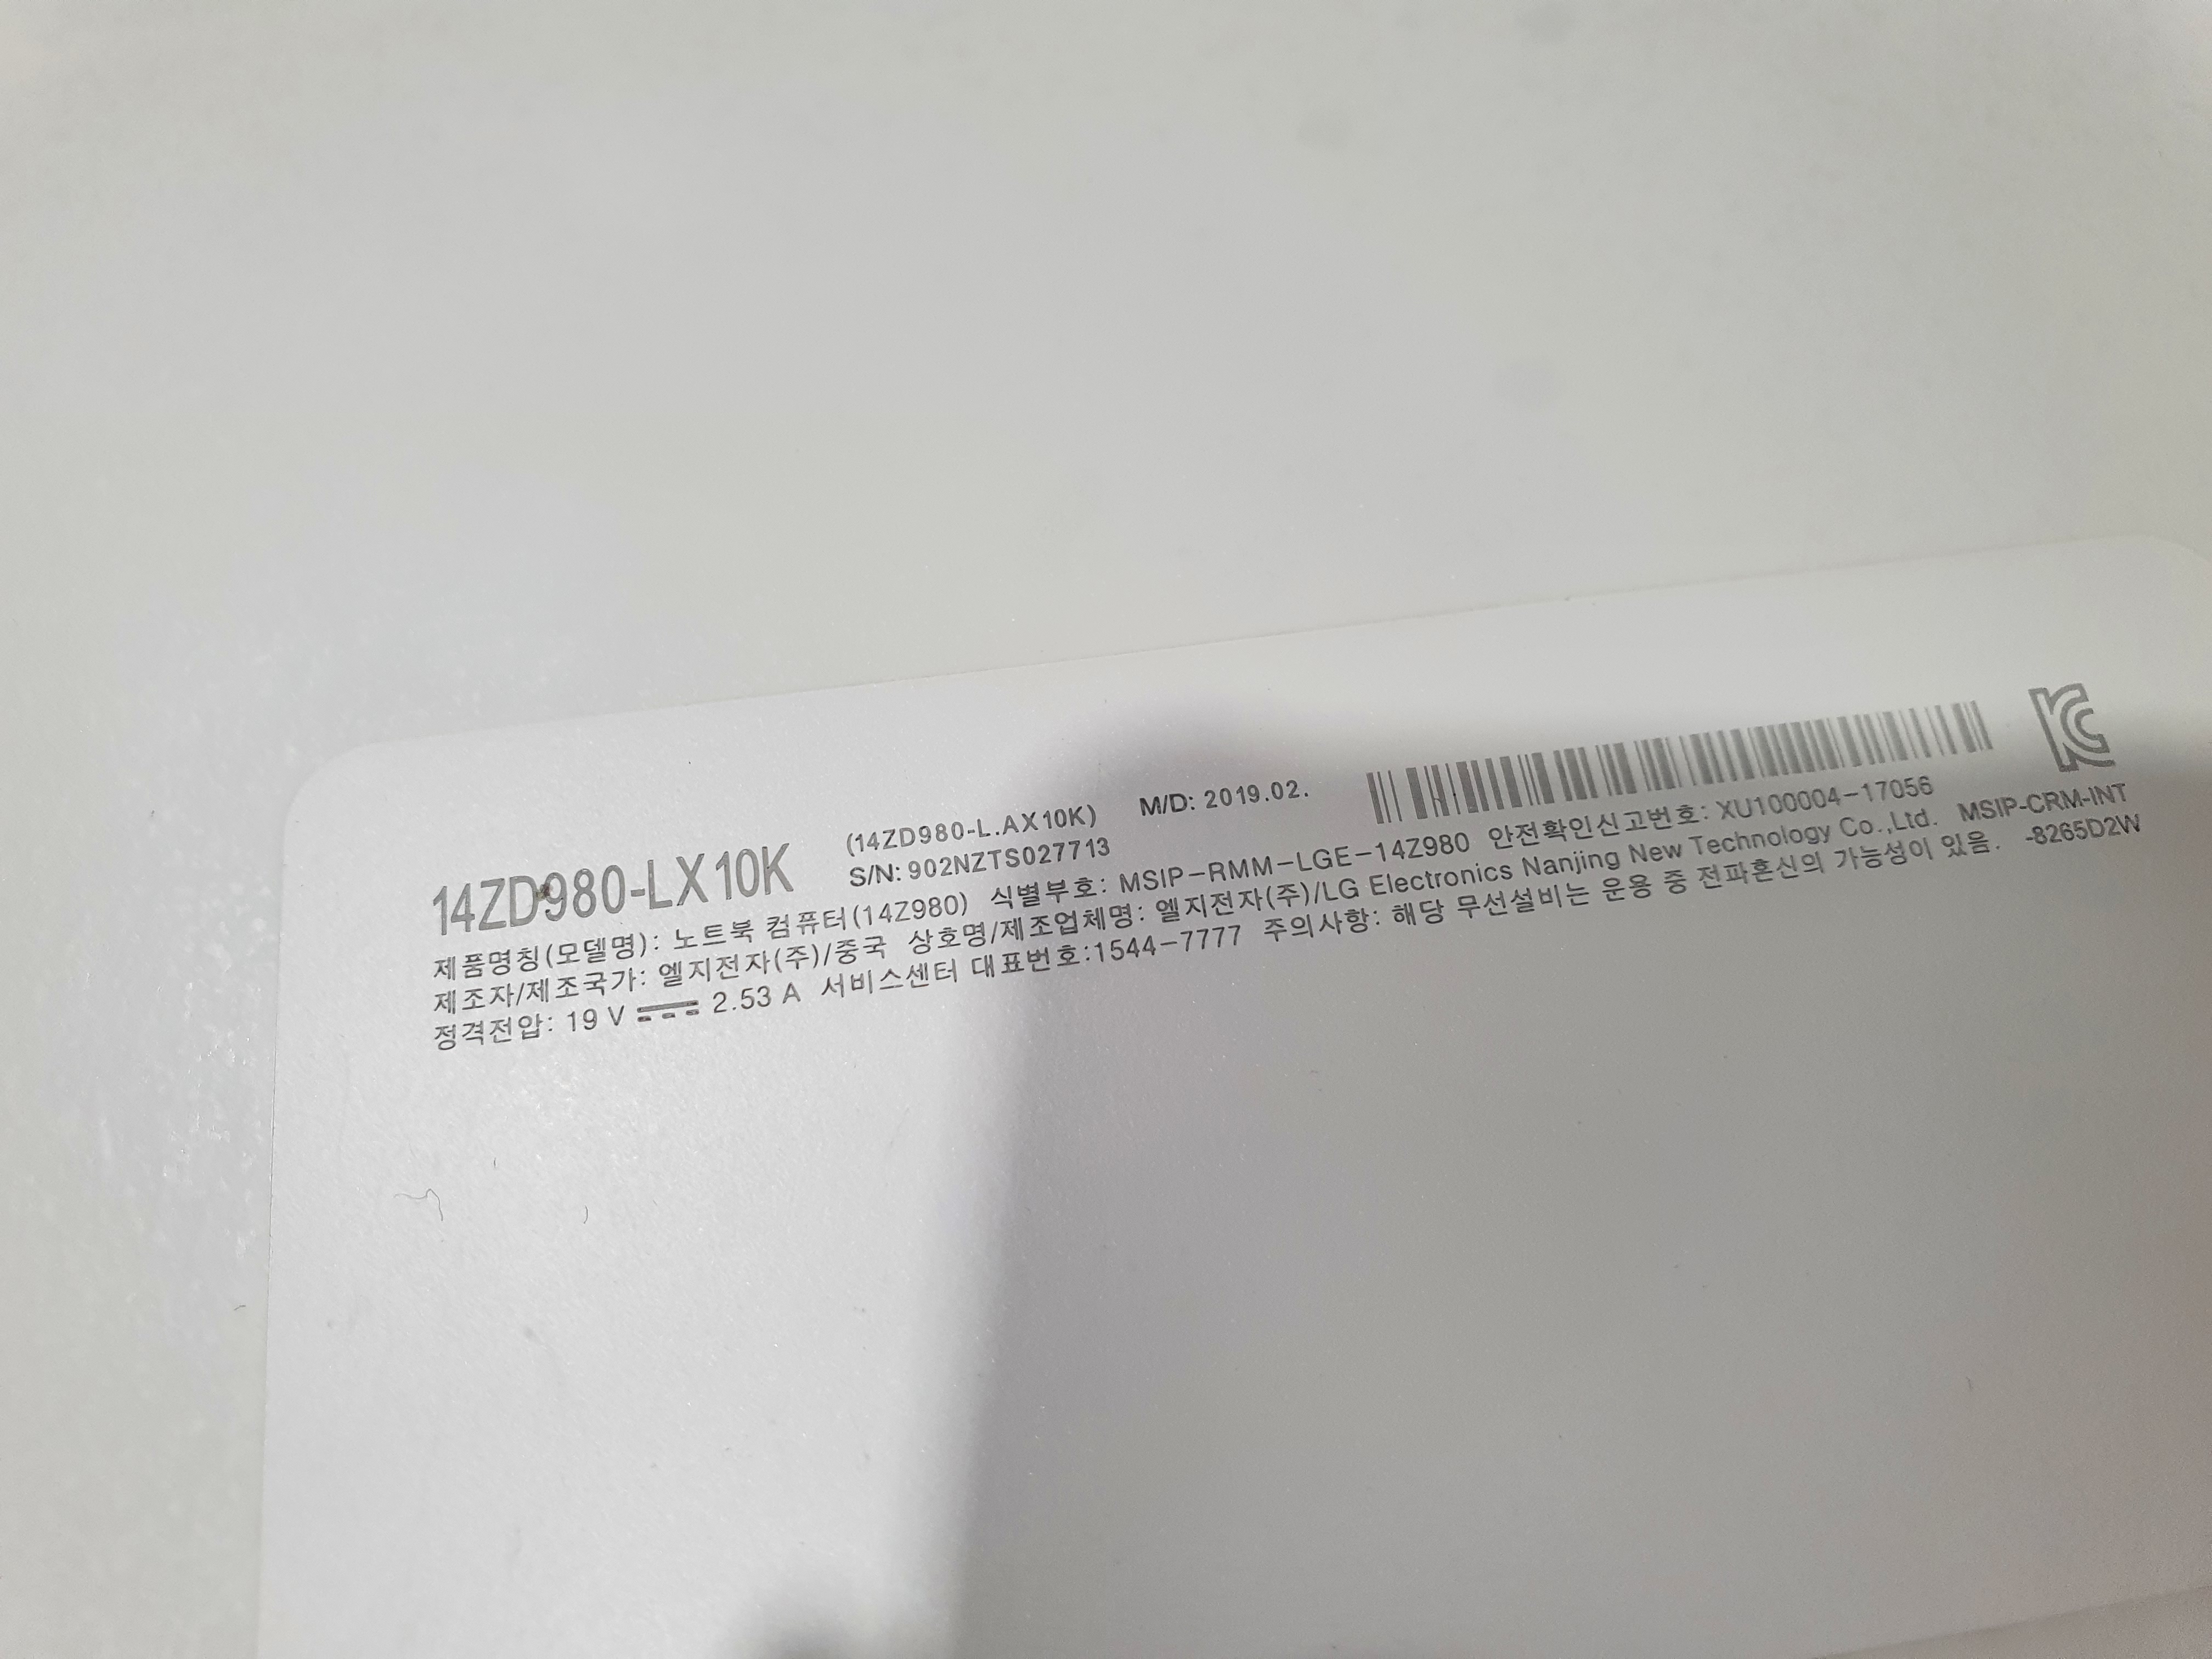 14ZD980-LX10K
(14ZD980-L.AX10K) M/D: 2019.02.
S/N: 902NZTS027713
제품명칭(모델명): 노트북 컴퓨터(14Z980) 식별부호: MSIP-RMM-LGE-14Z980 안전확인신고번호: XU100004-17056
제조자/제조국가: 엘지전자(주)/중국 상호명/제조업체명: 엘지전자(주)/LG Electronics Nanjing New Technology Co.,Ltd.
정격전압: 19 V 2.53 A 서비스센터 대표번호:1544-7777 주의사항: 해당 무선설비는 운용 중 전파혼신의 가능성이 있음.
MSIP-CRM-INT
-8265D2W